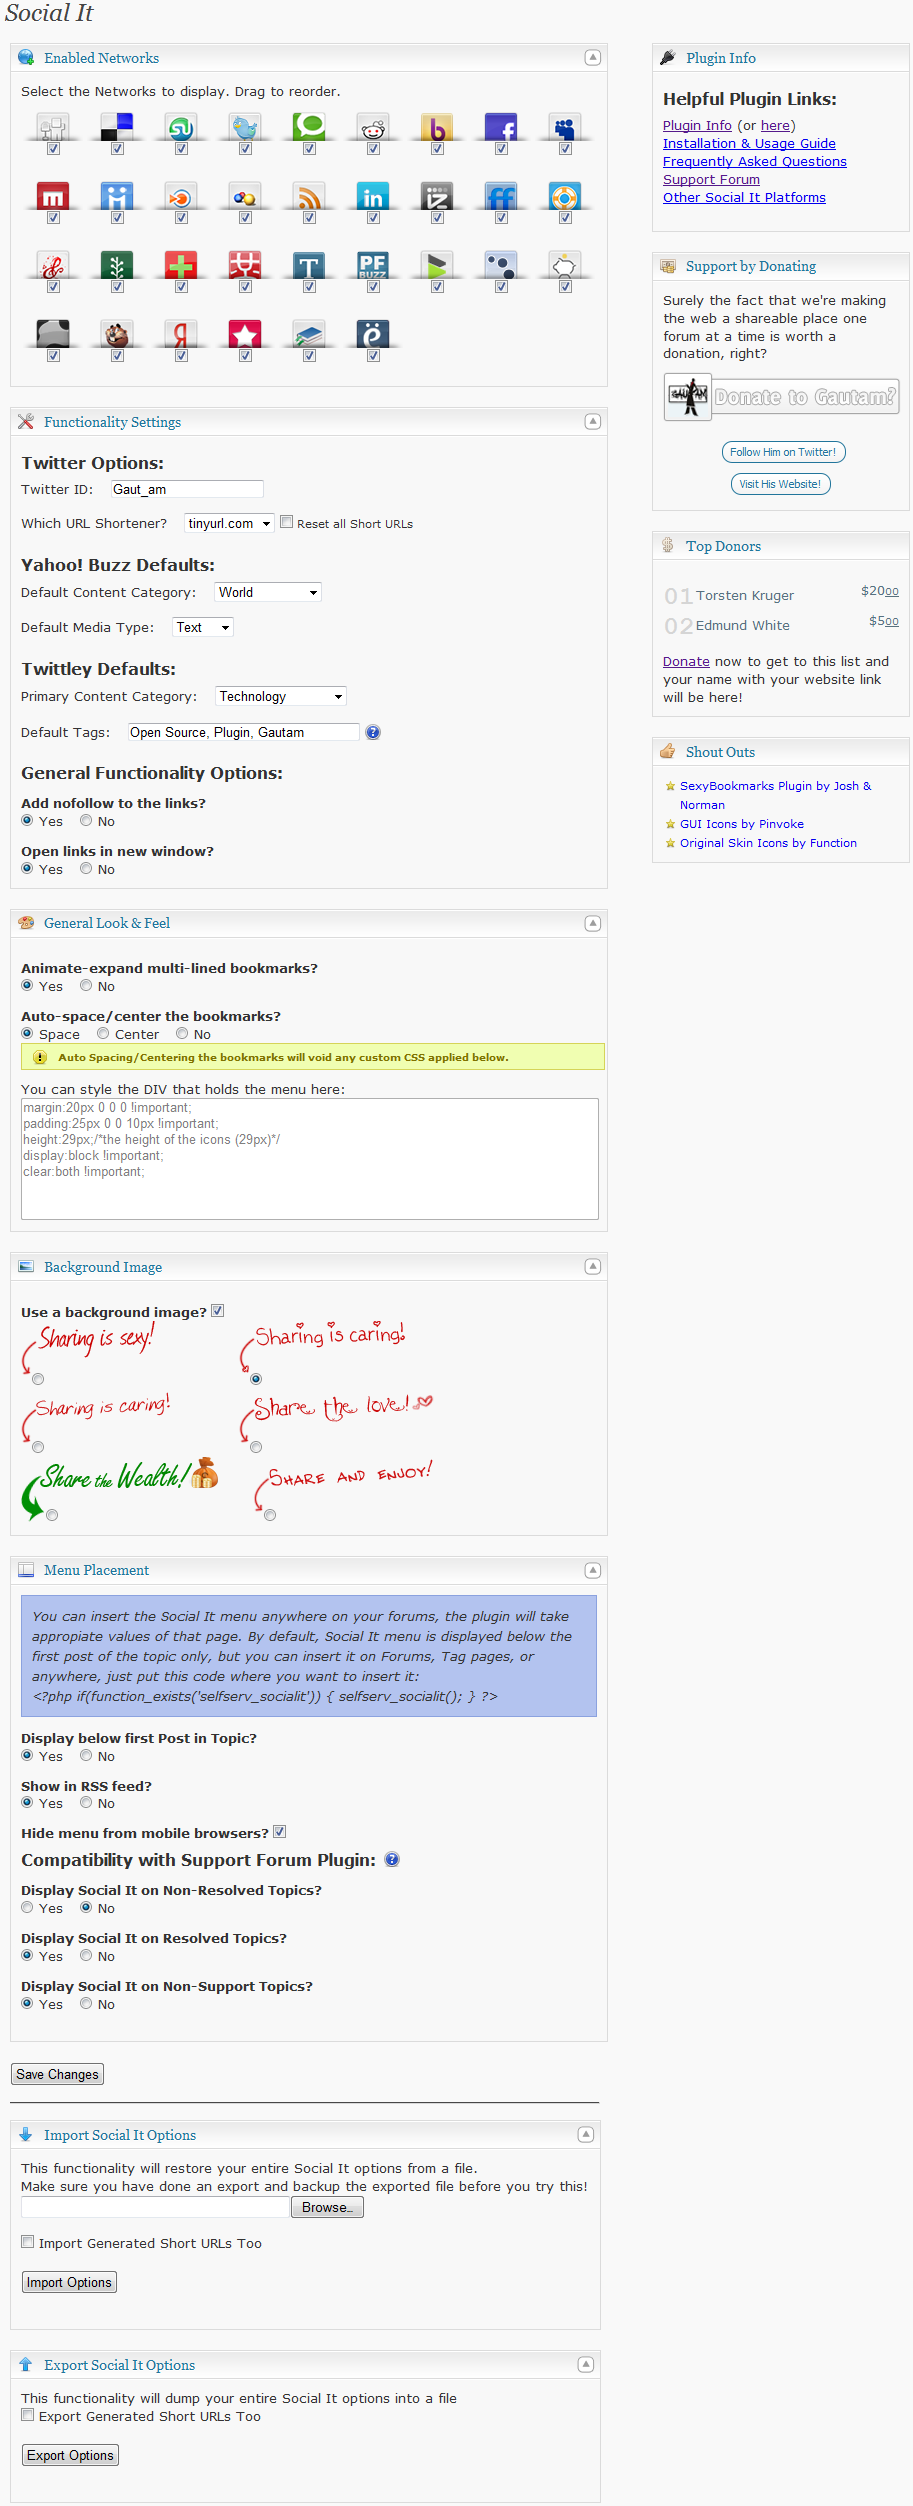 Social It
Enabled Networks
Select the Networks to display. Drag to reorder.
Functionality Settings
Twitter Options:
Twitter ID: Gaut_am
Which URL Shortener? tinyurl.com Reset all Short URLs
Yahoo! Buzz Defaults:
Default Content Category: World
Default Media Type: Text
Twittley Defaults:
Primary Content Category: Technology
Default Tags: Open Source, Plugin, Gautam
General Functionality Options:
Add nofollow to the links?
Yes No
Open links in new window?
Yes No
General Look & Feel
Animate-expand multi-lined bookmarks?
Yes No
Auto-space/center the bookmarks?
Space Center No
Auto Spacing/Centering the bookmarks will void any custom CSS applied below.
You can style the DIV that holds the menu here:
margin:20px 0 0 0 !important;
padding:25px 0 0 10px !important;
height:29px;/*the height of the icons (29px)*/
display:block !important;
clear:both !important;
Background Image
Use a background image?
Sharing is sexy! Sharing is caring!
Sharing is caring! Share the love!
Share the Wealth! SHARE AND ENJOY!
Menu Placement
You can insert the Social It menu anywhere on your forums, the plugin will take
appropiate values of that page. By default, Social It menu is displayed below the
first post of the topic only, but you can insert it on Forums, Tag pages, or
anywhere, just put this code where you want to insert it:
<?php if(function_exists('selfserv_socialit')) { selfserv_socialit(); } ?>
Display below first Post in Topic?
Yes No
Show in RSS feed?
Yes No
Hide menu from mobile browsers?
Compatibility with Support Forum Plugin:
Display Social It on Non-Resolved Topics?
Yes No
Display Social It on Resolved Topics?
Yes No
Display Social It on Non-Support Topics?
Yes No
Save Changes
Import Social It Options
This functionality will restore your entire Social It options from a file.
Make sure you have done an export and backup the exported file before you try this!
Browse...
Import Generated Short URLs Too
Import Options
Export Social It Options
This functionality will dump your entire Social It options into a file
Export Generated Short URLs Too
Export Options
Plugin Info
Helpful Plugin Links:
Plugin Info (or here)
Installation & Usage Guide
Frequently Asked Questions
Support Forum
Other Social It Platforms
Support by Donating
Surely the fact that we're making
the web a shareable place one
forum at a time is worth a
donation, right?
GAUTAM Donate to Gautam?
Follow Him on Twitter!
Visit His Website!
Top Donors
01 Torsten Kruger $2000
02 Edmund White $500
Donate now to get to this list and
your name with your website link
will be here!
Shout Outs
SexyBookmarks Plugin by Josh &
Norman
GUI Icons by Pinvoke
Original Skin Icons by Function